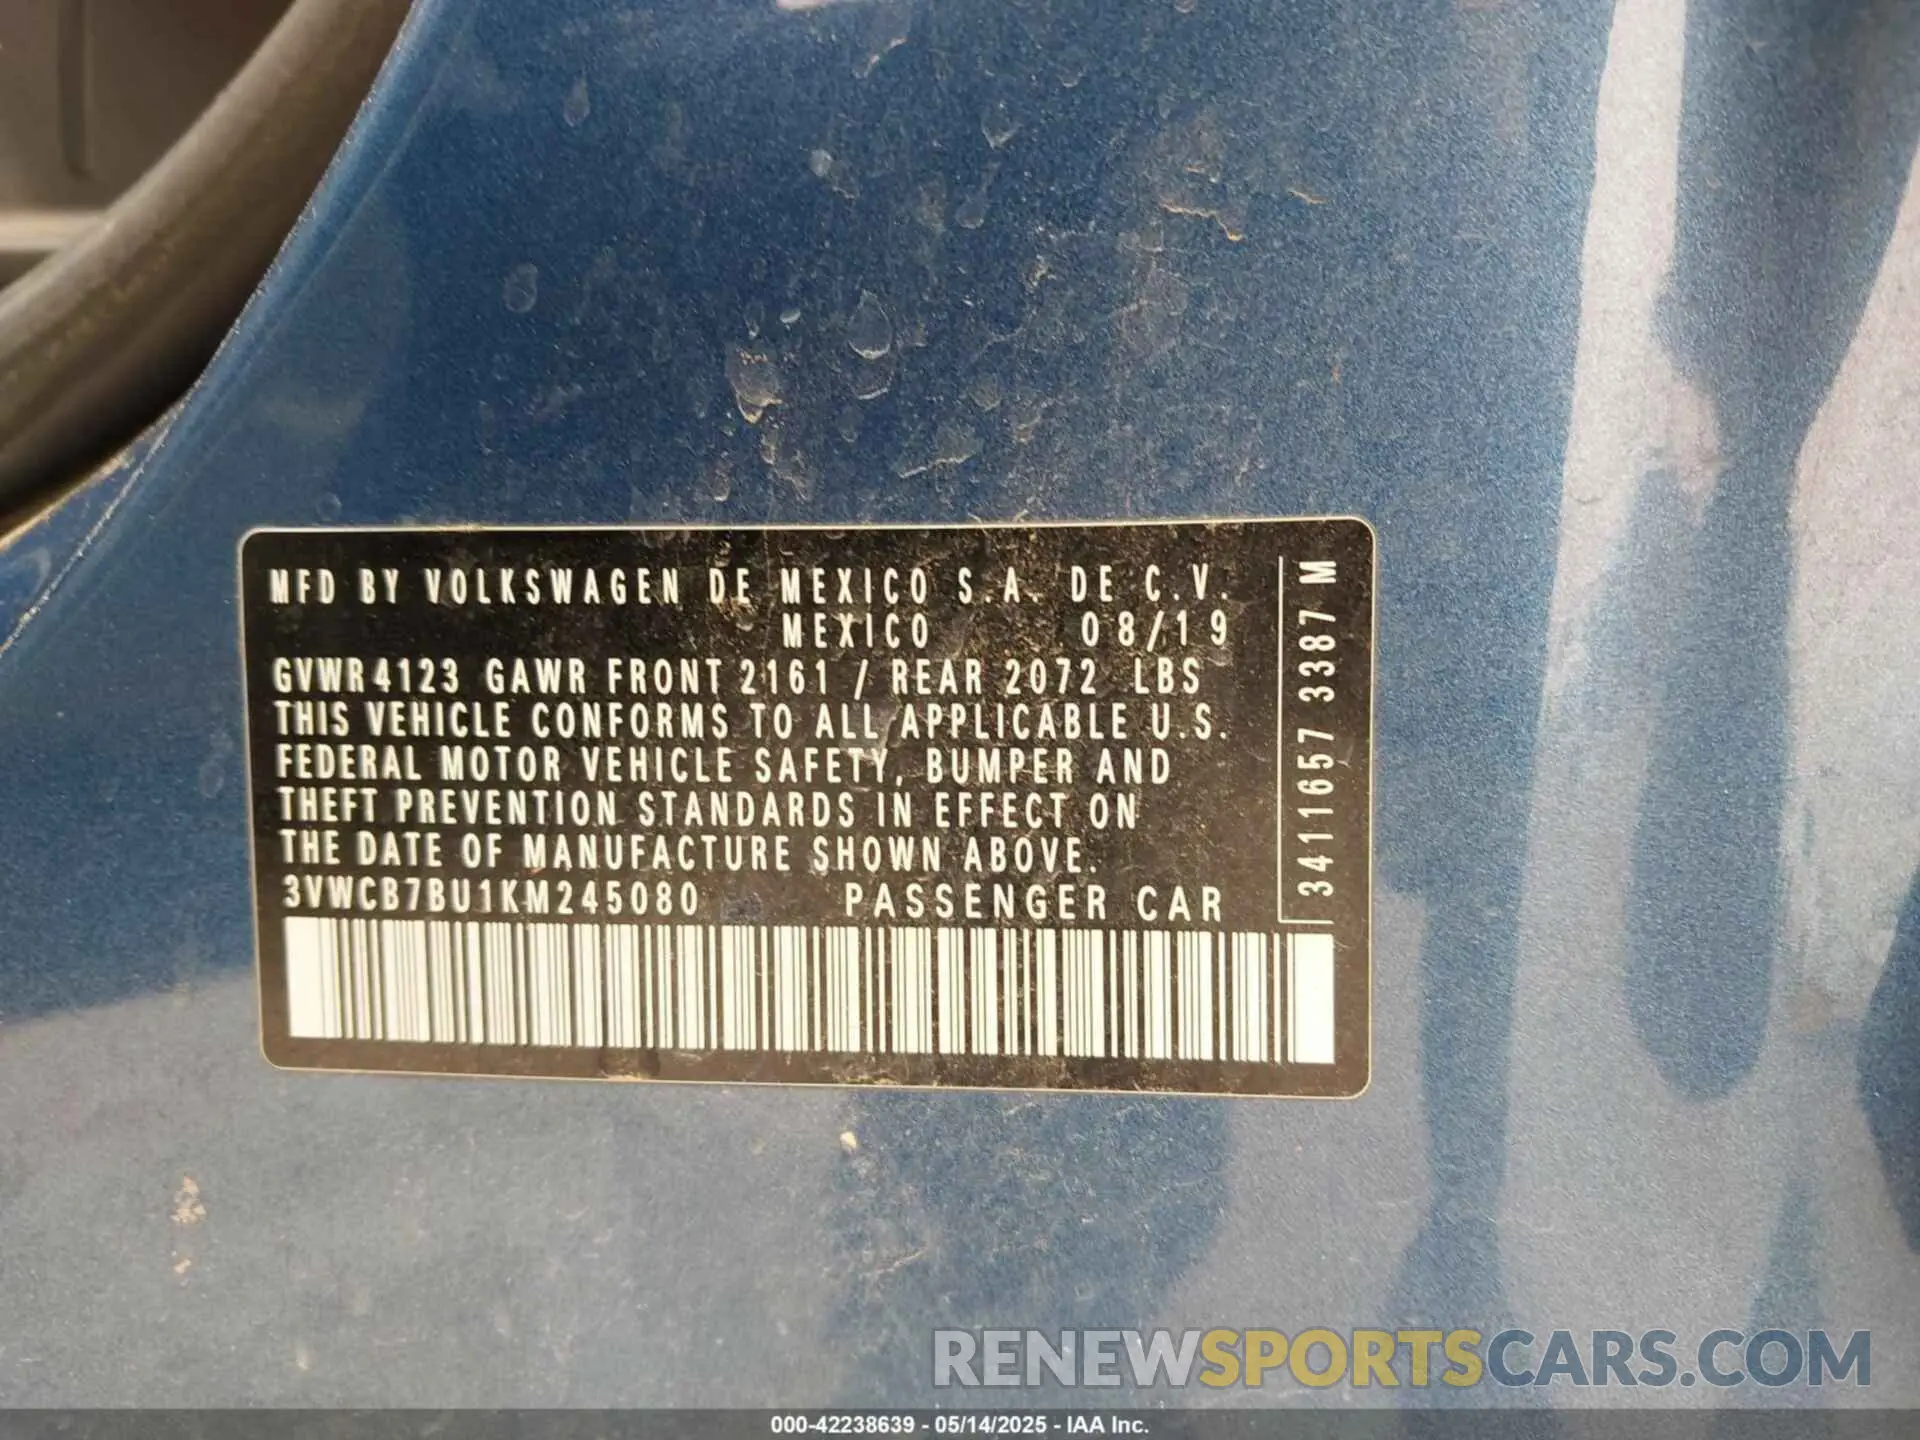 MFD BY VOLKSWAGEN DE MEXICO S.A. DE C.V.
MEXICO 08/19
GVWR 4123 GAWR FRONT 2161 / REAR 2072 LBS
THIS VEHICLE CONFORMS TO ALL APPLICABLE U.S.
FEDERAL MOTOR VEHICLE SAFETY, BUMPER AND
THEFT PREVENTION STANDARDS IN EFFECT ON
THE DATE OF MANUFACTURE SHOWN ABOVE.
3VWCB7BU1KM245080 PASSENGER CAR
3411657 3387 M
RENEWSPORTSCARS.COM
000-42238639 - 05/14/2025 - IAA Inc.